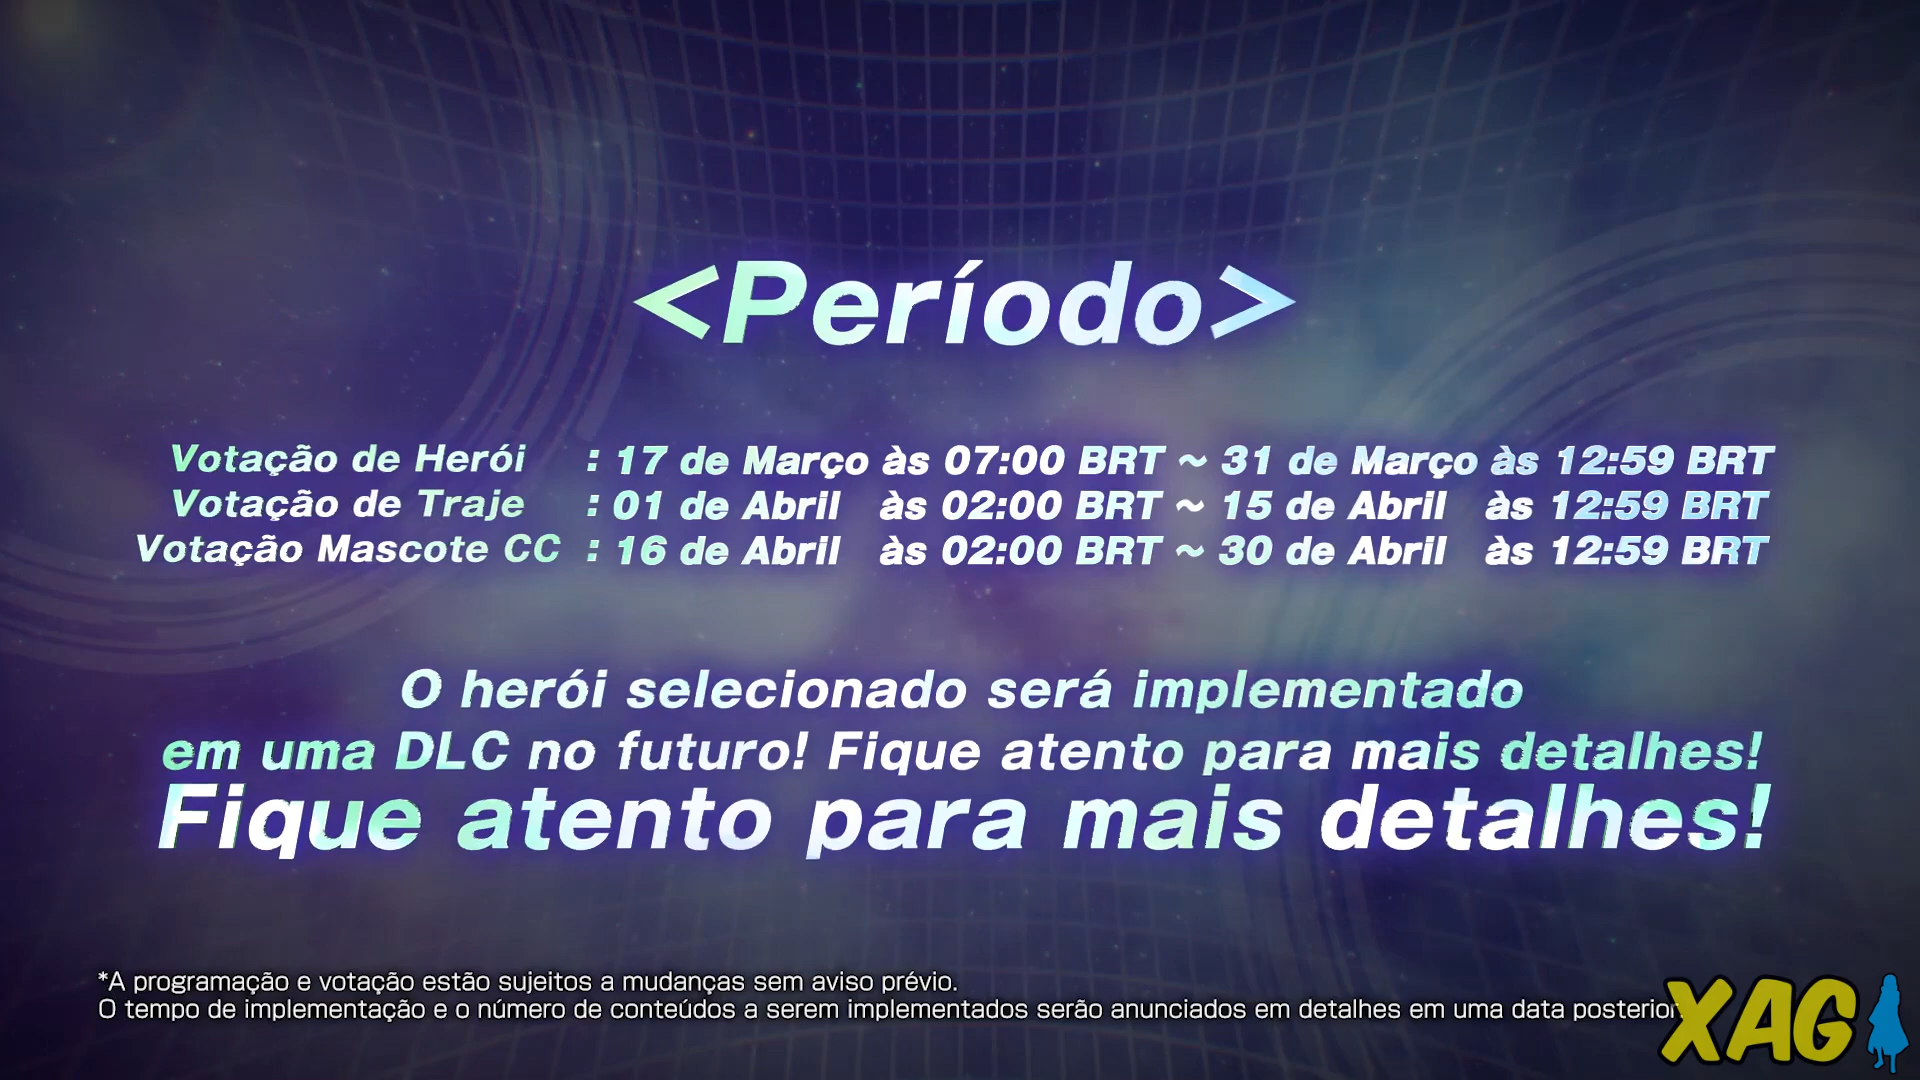 <Período>
Votação de Herói : 17 de Março às 07:00 BRT ~ 31 de Março às 12:59 BRT
Votação de Traje : 01 de Abril às 02:00 BRT ~ 15 de Abril às 12:59 BRT
Votação Mascote CC : 16 de Abril às 02:00 BRT ~ 30 de Abril às 12:59 BRT
O herói selecionado será implementado
em uma DLC no futuro! Fique atento para mais detalhes!
Fique atento para mais detalhes!
*A programação e votação estão sujeitos a mudanças sem aviso prévio.
O tempo de implementação e o número de conteúdos a serem implementados serão anunciados em detalhes em uma data posterior.
XAG